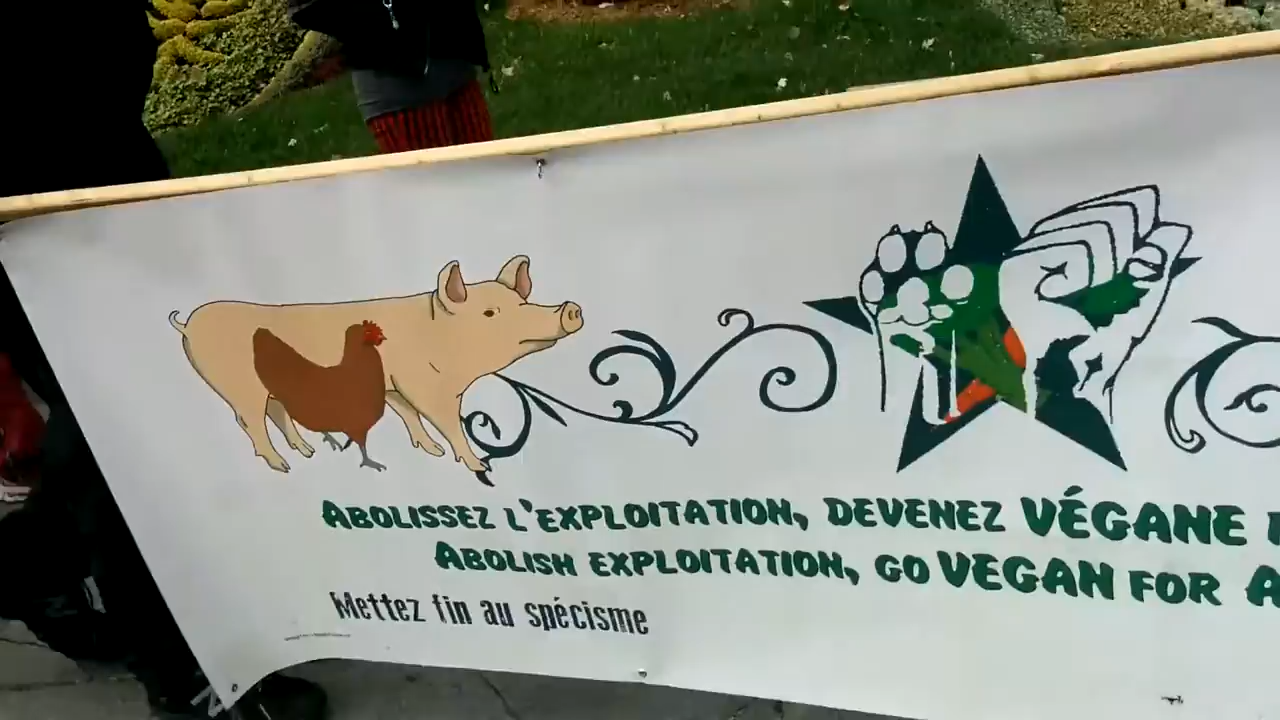 ABOLISSEZ L'EXPLOITATION, DEVENEZ VÉGANE
ABOLISH EXPLOITATION, GO VEGAN FOR
Mettez fin au spécisme